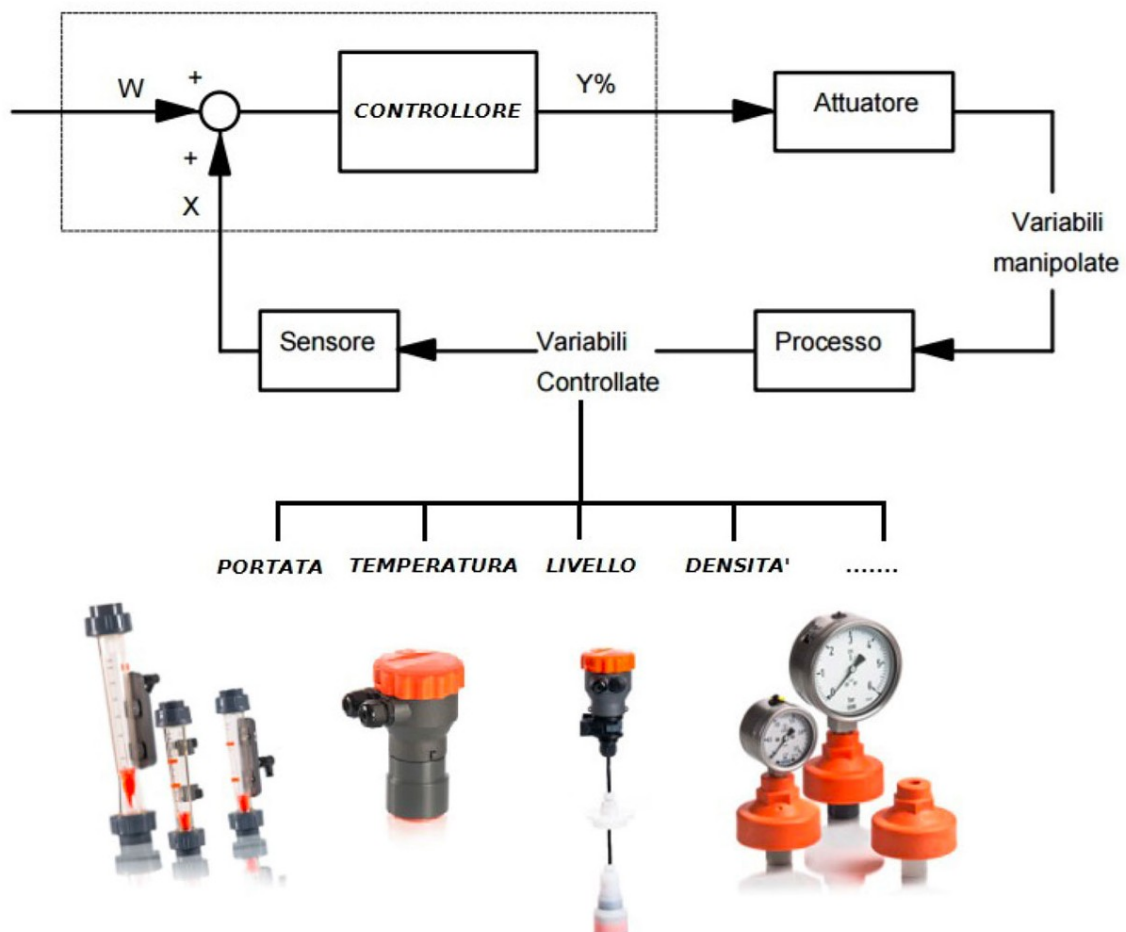 W
+
CONTROLLORE
Y%
Attuatore
+
X
Variabili
manipolate
Sensore
Variabili
Controllate
Processo
PORTATA TEMPERATURA LIVELLO DENSITA' .......